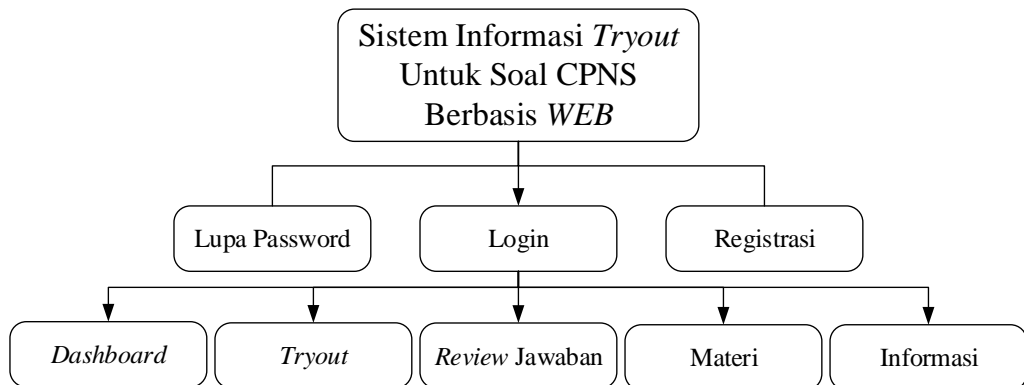 Sistem Informasi Tryout
Untuk Soal CPNS
Berbasis WEB
Lupa Password
Login
Registrasi
Dashboard
Tryout
Review Jawaban
Materi
Informasi